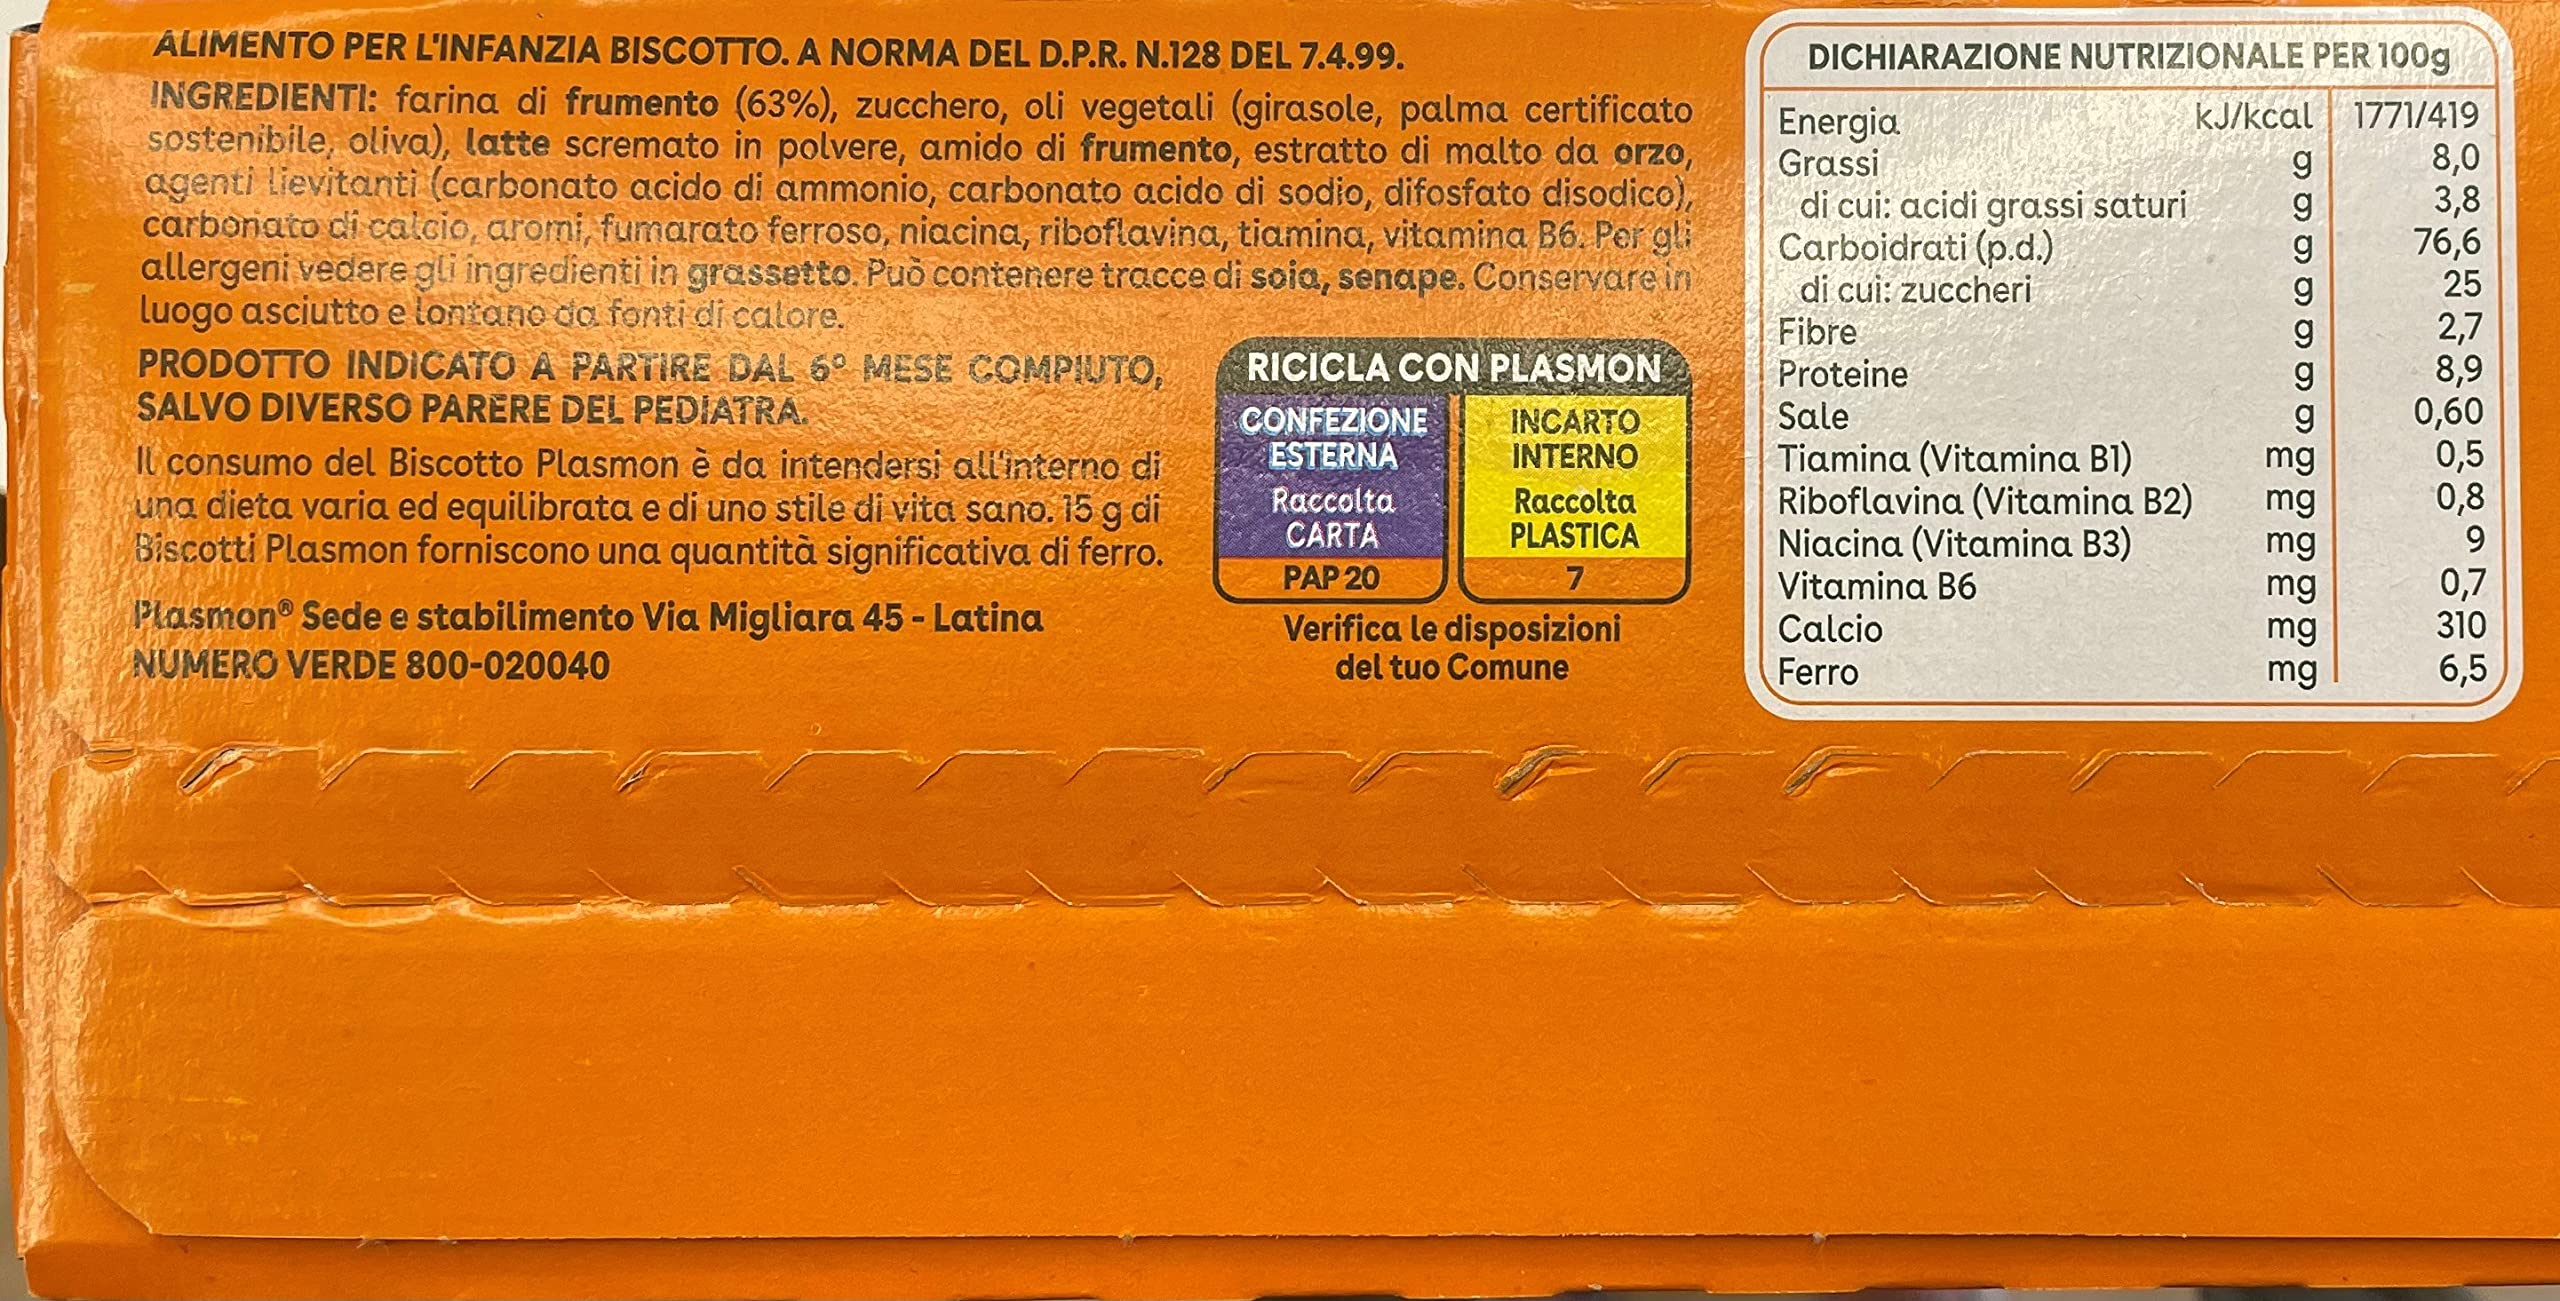 ALIMENTO PER L'INFANZIA BISCOTTO. A NORMA DEL D.P.R. N.128 DEL 7.4.99.
INGREDIENTI: farina di frumento (63%), zucchero, oli vegetali (girasole, palma certificato
sostenibile, oliva), latte scremato in polvere, amido di frumento, estratto di malto da orzo,
agenti lievitanti (carbonato acido di ammonio, carbonato acido di sodio, difosfato disodico),
carbonato di calcio, aromi, fumarato ferroso, niacina, riboflavina, tiamina, vitamina B6. Per gli
allergeni vedere gli ingredienti in grassetto. Può contenere tracce di soia, senape. Conservare in
luogo asciutto e lontano da fonti di calore.
PRODOTTO INDICATO A PARTIRE DAL 6° MESE COMPIUTO,
SALVO DIVERSO PARERE DEL PEDIATRA.
Il consumo del Biscotto Plasmon è da intendersi all'interno di
una dieta varia ed equilibrata e di uno stile di vita sano. 15 g di
Biscotti Plasmon forniscono una quantità significativa di ferro.
Plasmon® Sede e stabilimento Via Migliara 45 - Latina
NUMERO VERDE 800-020040
RICICLA CON PLASMON
CONFEZIONE
ESTERNA
Raccolta
CARTA
PAP 20
INCARTO
INTERNO
Raccolta
PLASTICA
7
Verifica le disposizioni
del tuo Comune
DICHIARAZIONE NUTRIZIONALE PER 100g
Energia kJ/kcal 1771/419
Grassi g 8,0
di cui: acidi grassi saturi g 3,8
Carboidrati (p.d.) g 76,6
di cui: zuccheri g 25
Fibre g 2,7
Proteine g 8,9
Sale g 0,60
Tiamina (Vitamina B1) mg 0,5
Riboflavina (Vitamina B2) mg 0,8
Niacina (Vitamina B3) mg 9
Vitamina B6 mg 0,7
Calcio mg 310
Ferro mg 6,5